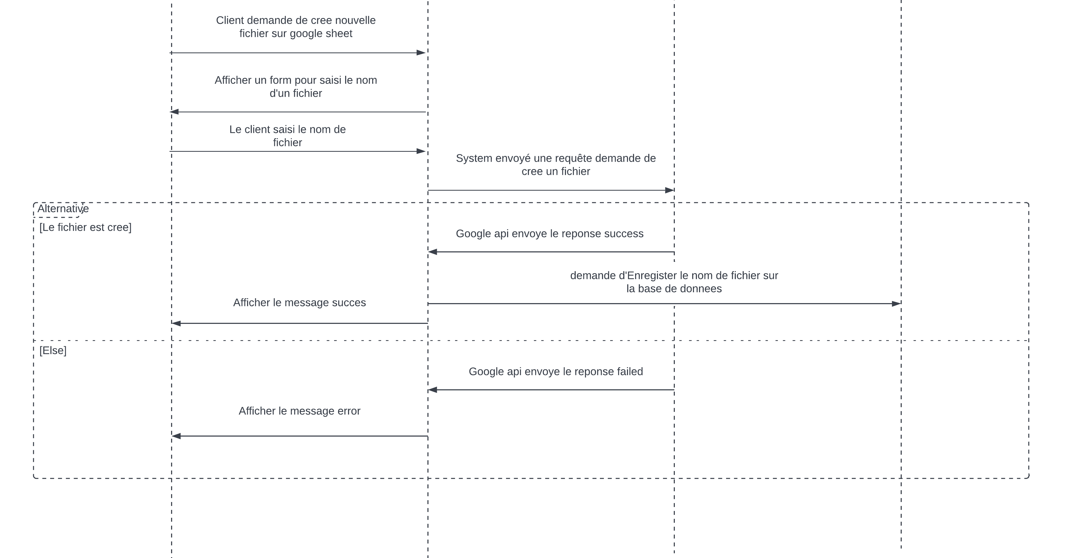 Client demande de cree nouvelle
fichier sur google sheet
Afficher un form pour saisi le nom
d'un fichier
Le client saisi le nom de
fichier
System envoyé une requête demande de
cree un fichier
Alternative
[Le fichier est cree]
Google api envoye le reponse success
demande d'Enregister le nom de fichier sur
la base de donnees
Afficher le message succes
[Else]
Google api envoye le reponse failed
Afficher le message error